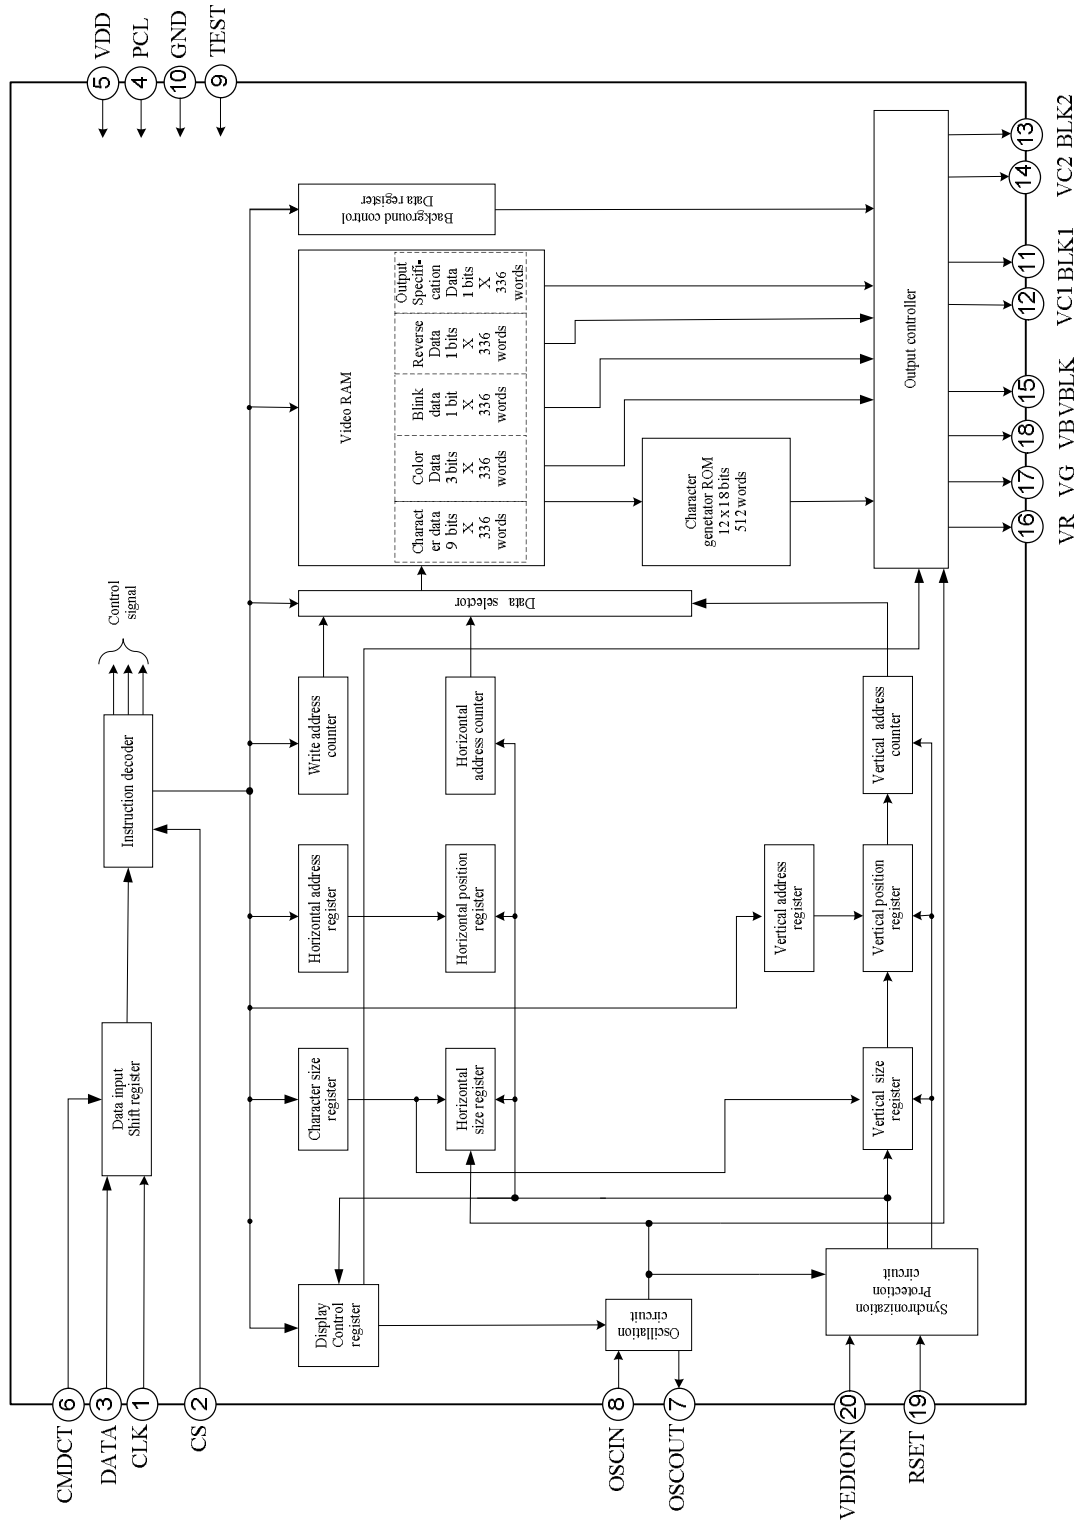 CMDCT
6
DATA
3
CLK
1
CS
2
OSCIN
8
OSCOUT
7
VEDIOIN
20
RSET
19
5
VDD
4
PCL
10
GND
9
TEST
Data input
Shift register
Instruction decoder
Control
signal
Display
Control
register
Character size
register
Horizontal address
register
Write address
counter
Horizontal
size register
Horizontal position
register
Horizontal
address counter
Data selector
Video RAM
Charact
er data
9 bits
X
336
words
Color
Data
3 bits
X
336
words
Blink
data
1 bit
X
336
words
Reverse
Data
1 bits
X
336
words
Output
Specifi-
cation
Data
1 bits
X
336
words
Background control
Data register
Character
genetator ROM
12 x 18 bits
512 words
Oscillation
circuit
Vertical address
register
Synchronization
Protection
circuit
Vertical size
register
Vertical position
register
Vertical address
counter
Output controller
16
VR
17
VG
18
VB
15
VBLK
12
VC1
11
BLK1
14
VC2
13
BLK2